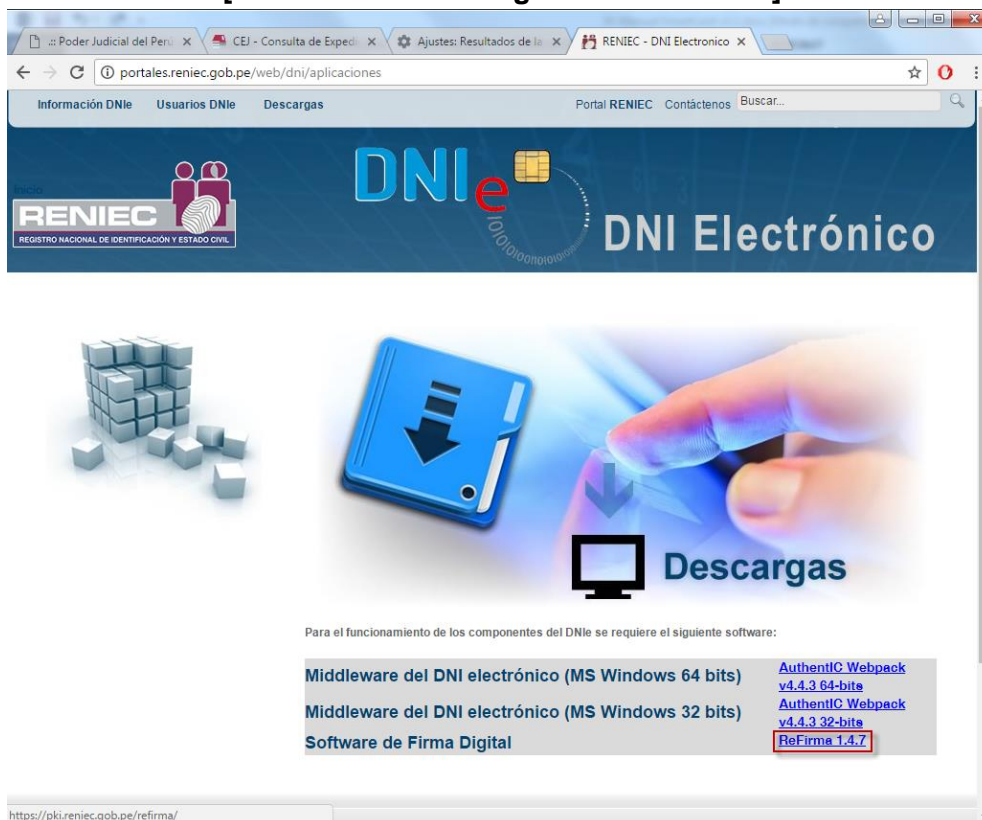 .:: Poder Judicial del Perú
CEJ - Consulta de Exped
Ajustes: Resultados de la
RENIEC - DNI Electronico
portales.reniec.gob.pe/web/dni/aplicaciones
Información DNIe Usuarios DNIe Descargas Portal RENIEC Contáctenos Buscar...
DNIe
Inicio
RENIEC
REGISTRO NACIONAL DE IDENTIFICACIÓN Y ESTADO CIVIL
DNI Electrónico
Descargas
Para el funcionamiento de los componentes del DNIe se requiere el siguiente software:
Middleware del DNI electrónico (MS Windows 64 bits) AuthentIC Webpack
v4.4.3 64-bits
Middleware del DNI electrónico (MS Windows 32 bits) AuthentIC Webpack
v4.4.3 32-bits
Software de Firma Digital ReFirma 1.4.7
https://pki.reniec.gob.pe/refirma/